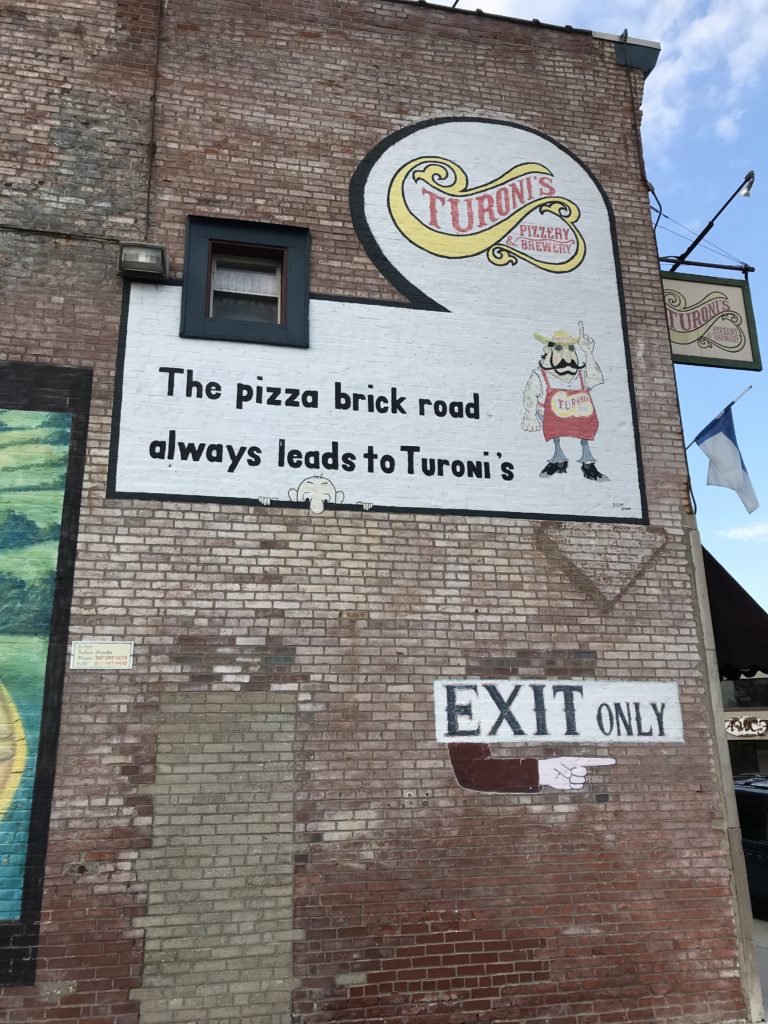 TURONI'S
PIZZERY
& BREWERY
TURONI'S
PIZZERY
& BREWERY
The pizza brick road
always leads to Turoni's
TURONI'S
EXIT ONLY